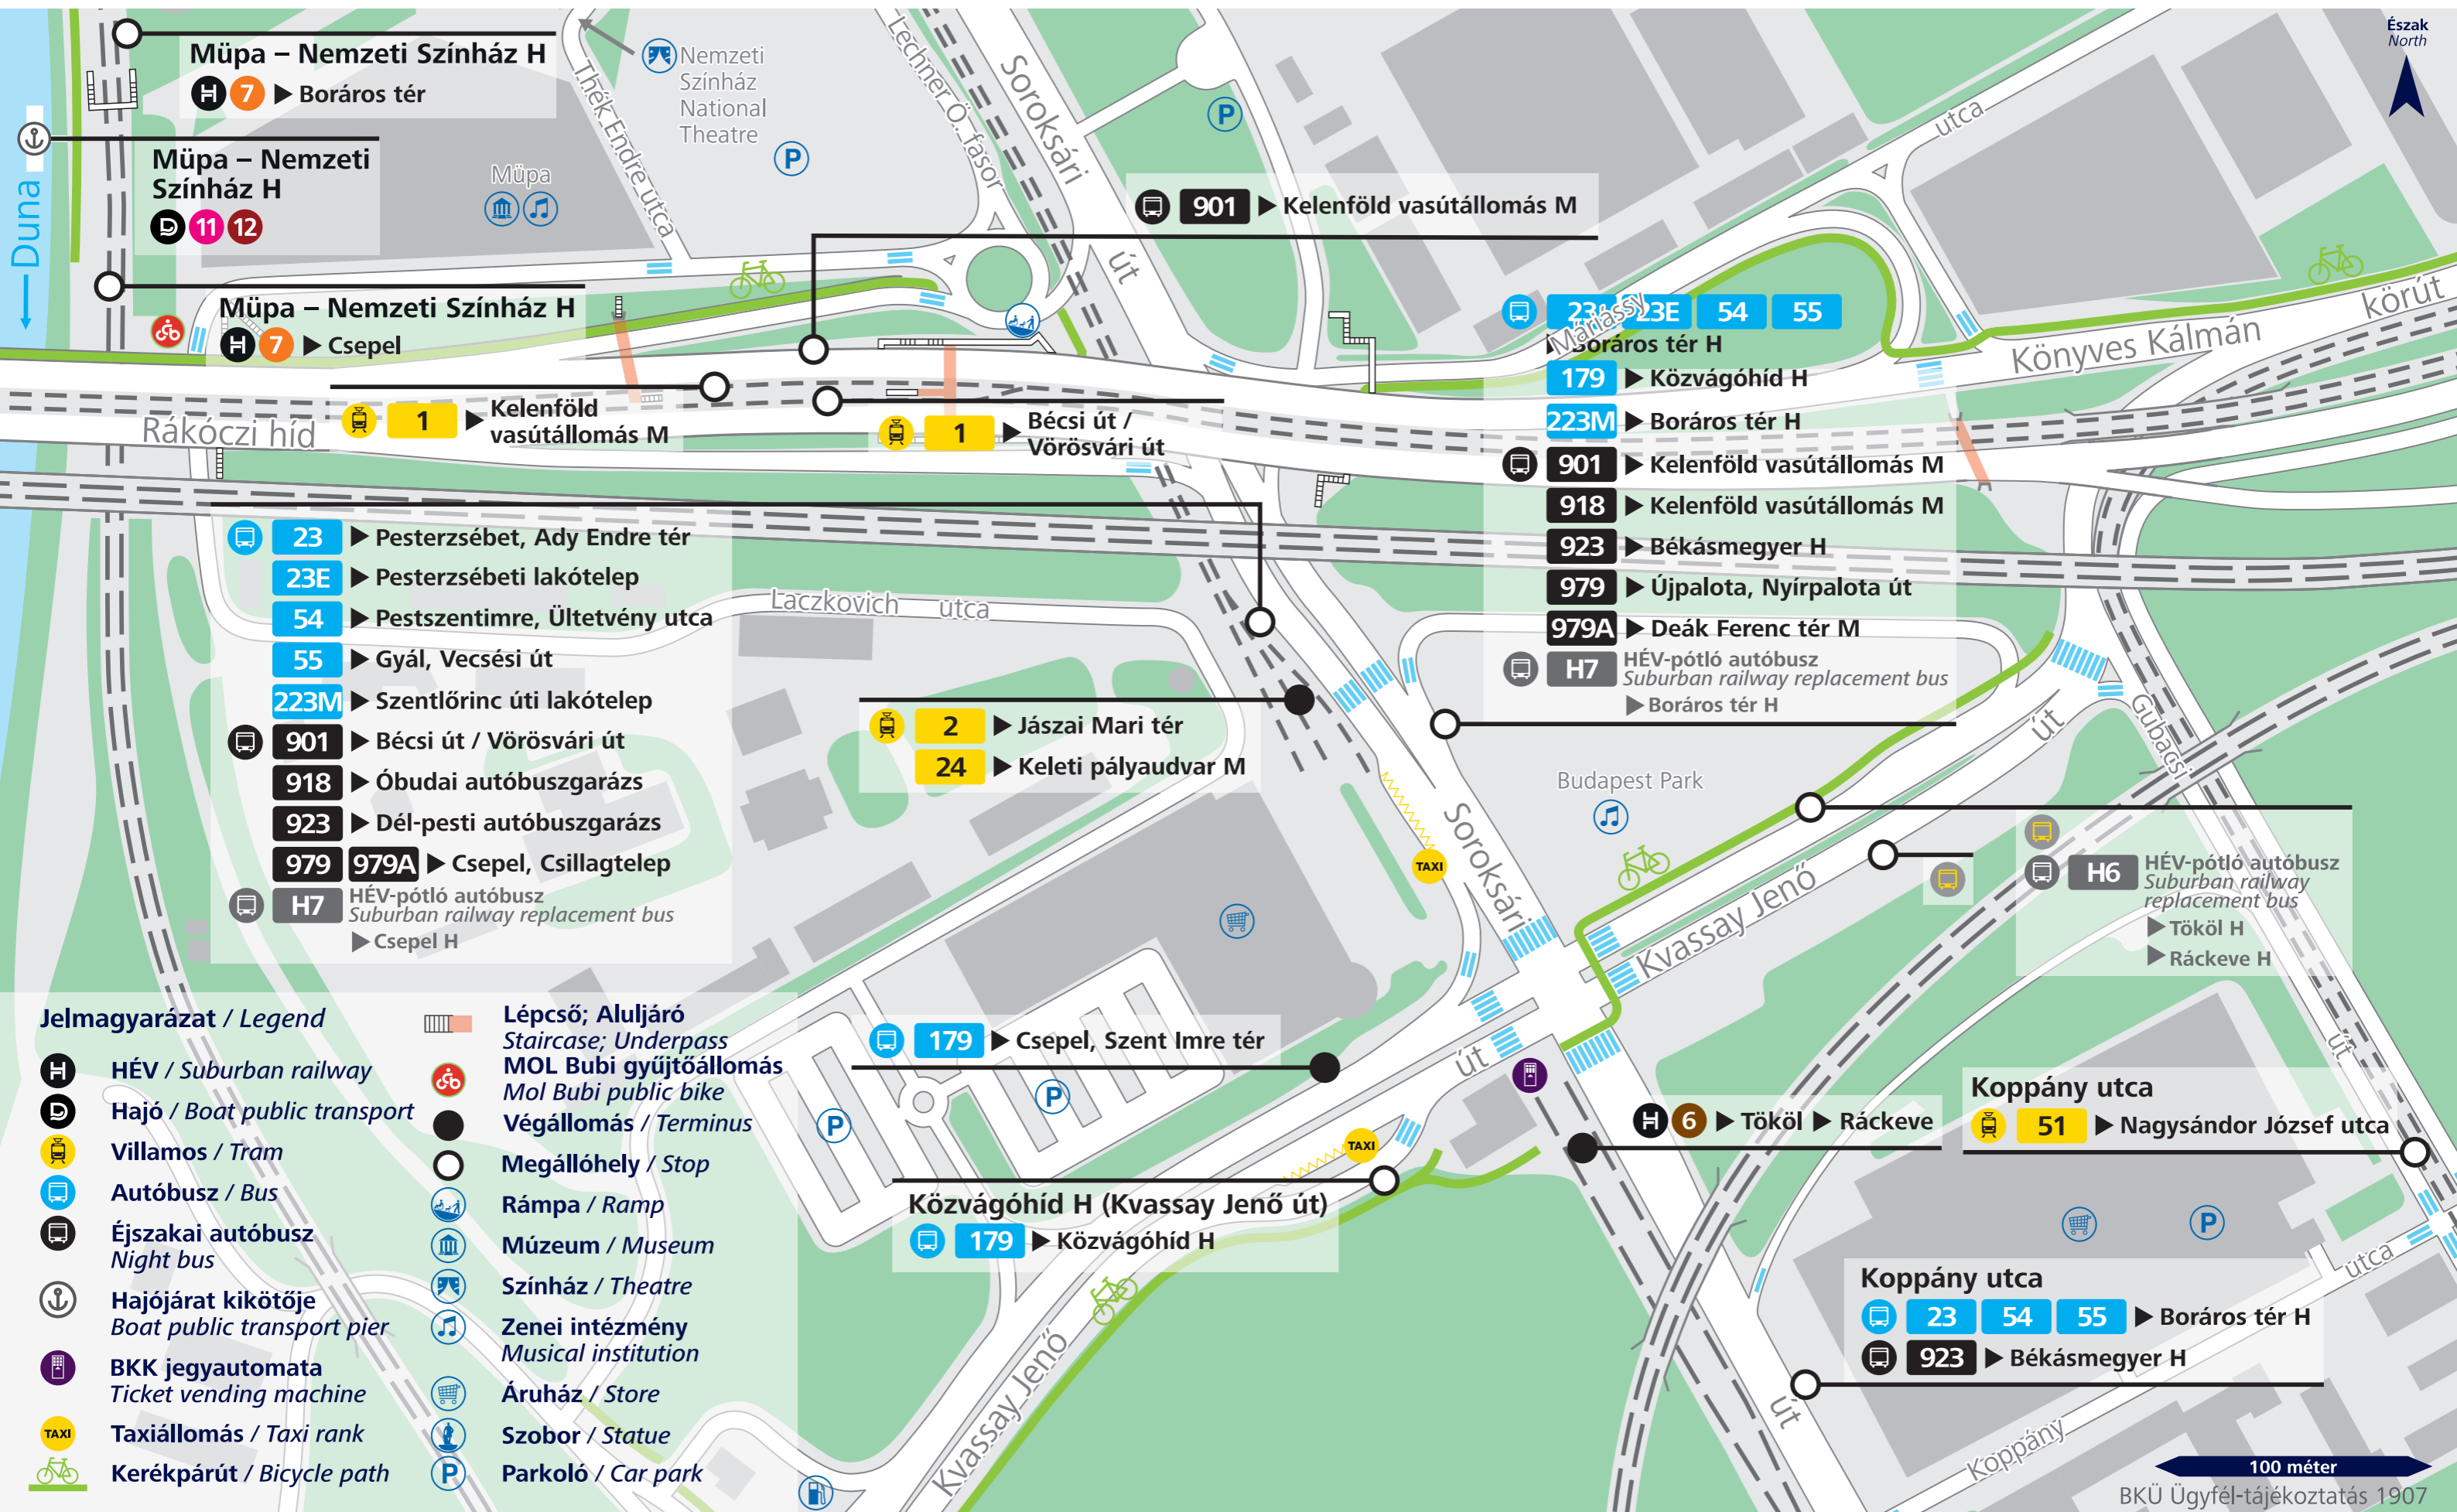 Észak
North
Müpa – Nemzeti Színház H
H 7 ▶ Boráros tér
Müpa – Nemzeti
Színház H
D 11 12
Duna
Müpa – Nemzeti Színház H
H 7 ▶ Csepel
Nemzeti
Színház
National
Theatre
P
Müpa
Thék Endre utca
Lechner Ö. fasor
Soroksári
út
P
901 ▶ Kelenföld vasútállomás M
utca
Márlássy
Könyves Kálmán
körút
Rákóczi híd
1 ▶ Kelenföld
vasútállomás M
1 ▶ Bécsi út /
Vörösvári út
23 23E 54 55
▶ Boráros tér H
179 ▶ Közvágóhíd H
223M ▶ Boráros tér H
901 ▶ Kelenföld vasútállomás M
918 ▶ Kelenföld vasútállomás M
923 ▶ Békásmegyer H
979 ▶ Újpalota, Nyírpalota út
979A ▶ Deák Ferenc tér M
H7 HÉV-pótló autóbusz
Suburban railway replacement bus
▶ Boráros tér H
23 ▶ Pesterzsébet, Ady Endre tér
23E ▶ Pesterzsébeti lakótelep
54 ▶ Pestszentimre, Ültetvény utca
55 ▶ Gyál, Vecsési út
223M ▶ Szentlőrinc úti lakótelep
901 ▶ Bécsi út / Vörösvári út
918 ▶ Óbudai autóbuszgarázs
923 ▶ Dél-pesti autóbuszgarázs
979 979A ▶ Csepel, Csillagtelep
H7 HÉV-pótló autóbusz
Suburban railway replacement bus
▶ Csepel H
Laczkovich utca
2 ▶ Jászai Mari tér
24 ▶ Keleti pályaudvar M
Soroksári
TAXI
Budapest Park
Kvassay Jenő
út
Gubacsi
út
H6 HÉV-pótló autóbusz
Suburban railway
replacement bus
▶ Tököl H
▶ Ráckeve H
179 ▶ Csepel, Szent Imre tér
út
P
P
TAXI
H 6 ▶ Tököl ▶ Ráckeve
Koppány utca
51 ▶ Nagysándor József utca
Közvágóhíd H (Kvassay Jenő út)
179 ▶ Közvágóhíd H
P
Koppány utca
23 54 55 ▶ Boráros tér H
923 ▶ Békásmegyer H
Kvassay Jenő
út
Koppány
utca
Jelmagyarázat / Legend
H HÉV / Suburban railway
D Hajó / Boat public transport
Villamos / Tram
Autóbusz / Bus
Éjszakai autóbusz
Night bus
Hajójárat kikötője
Boat public transport pier
BKK jegyautomata
Ticket vending machine
TAXI Taxiállomás / Taxi rank
Kerékpárút / Bicycle path
Lépcső; Aluljáró
Staircase; Underpass
MOL Bubi gyűjtőállomás
Mol Bubi public bike
Végállomás / Terminus
Megállóhely / Stop
Rámpa / Ramp
Múzeum / Museum
Színház / Theatre
Zenei intézmény
Musical institution
Áruház / Store
Szobor / Statue
P Parkoló / Car park
100 méter
BKÜ Ügyfél-tájékoztatás 1907